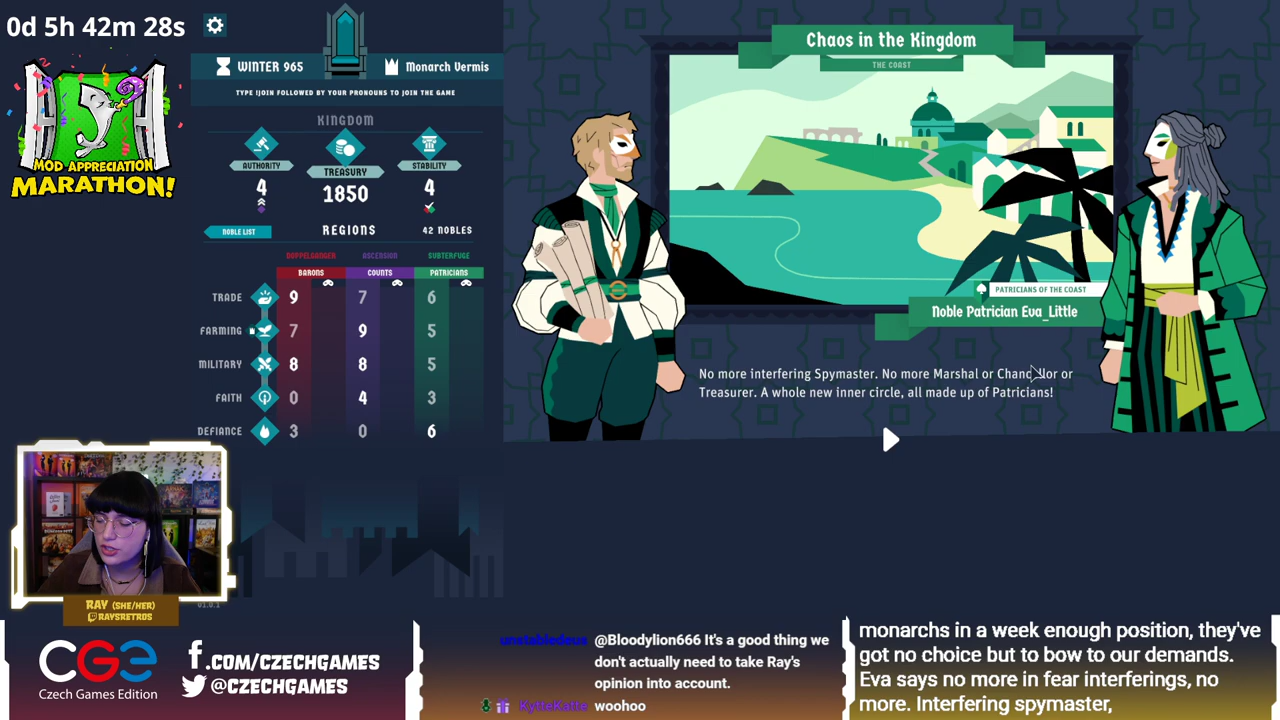 0d 5h 42m 28s
MOD APPRECIATION
MARATHON!
WINTER 965
Monarch Vermis
TYPE !JOIN FOLLOWED BY YOUR PRONOUNS TO JOIN THE GAME
KINGDOM
AUTHORITY
TREASURY
STABILITY
4
1850
4
NOBLE LIST
REGIONS
42 NOBLES
DOPPELGANGER
ASCENSION
SUBTERFUGE
BARONS
COUNTS
PATRICIANS
TRADE 9 7 6
FARMING 7 9 5
MILITARY 8 8 5
FAITH 0 4 3
DEFIANCE 3 0 6
V1.0.1
Chaos in the Kingdom
THE COAST
PATRICIANS OF THE COAST
Noble Patrician Eva_Little
No more interfering Spymaster. No more Marshal or Chancellor or
Treasurer. A whole new inner circle, all made up of Patricians!
RAY (SHE/HER)
RAYSRETROS
CGE
Czech Games Edition
f.COM/CZECHGAMES
@CZECHGAMES
unstabledeus @Bloodylion666 It's a good thing we
don't actually need to take Ray's
opinion into account.
KytteKatte woohoo
monarchs in a week enough position, they've
got no choice but to bow to our demands.
Eva says no more in fear interferings, no
more. Interfering spymaster,